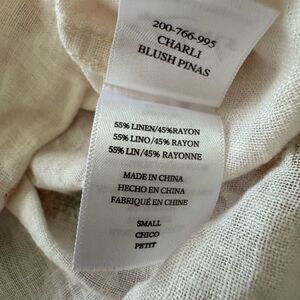 200-766-995
CHARLI
BLUSH PINAS
55% LINEN/45%RAYON
55% LINO/45% RAYON
55% LIN/45% RAYONNE
MADE IN CHINA
HECHO EN CHINA
FABRIQUÉ EN CHINE
SMALL
CHICO
PETIT